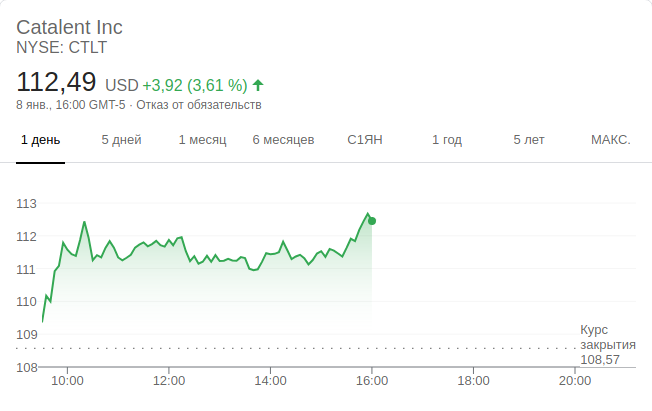 Catalent Inc
NYSE: CTLT
112,49 USD +3,92 (3,61 %)
8 янв., 16:00 GMT-5 · Отказ от обязательств
1 день 5 дней 1 месяц 6 месяцев С1ЯН 1 год 5 лет МАКС.
113
112
111
110
109
108
Курс
закрытия
108,57
10:00 12:00 14:00 16:00 18:00 20:00